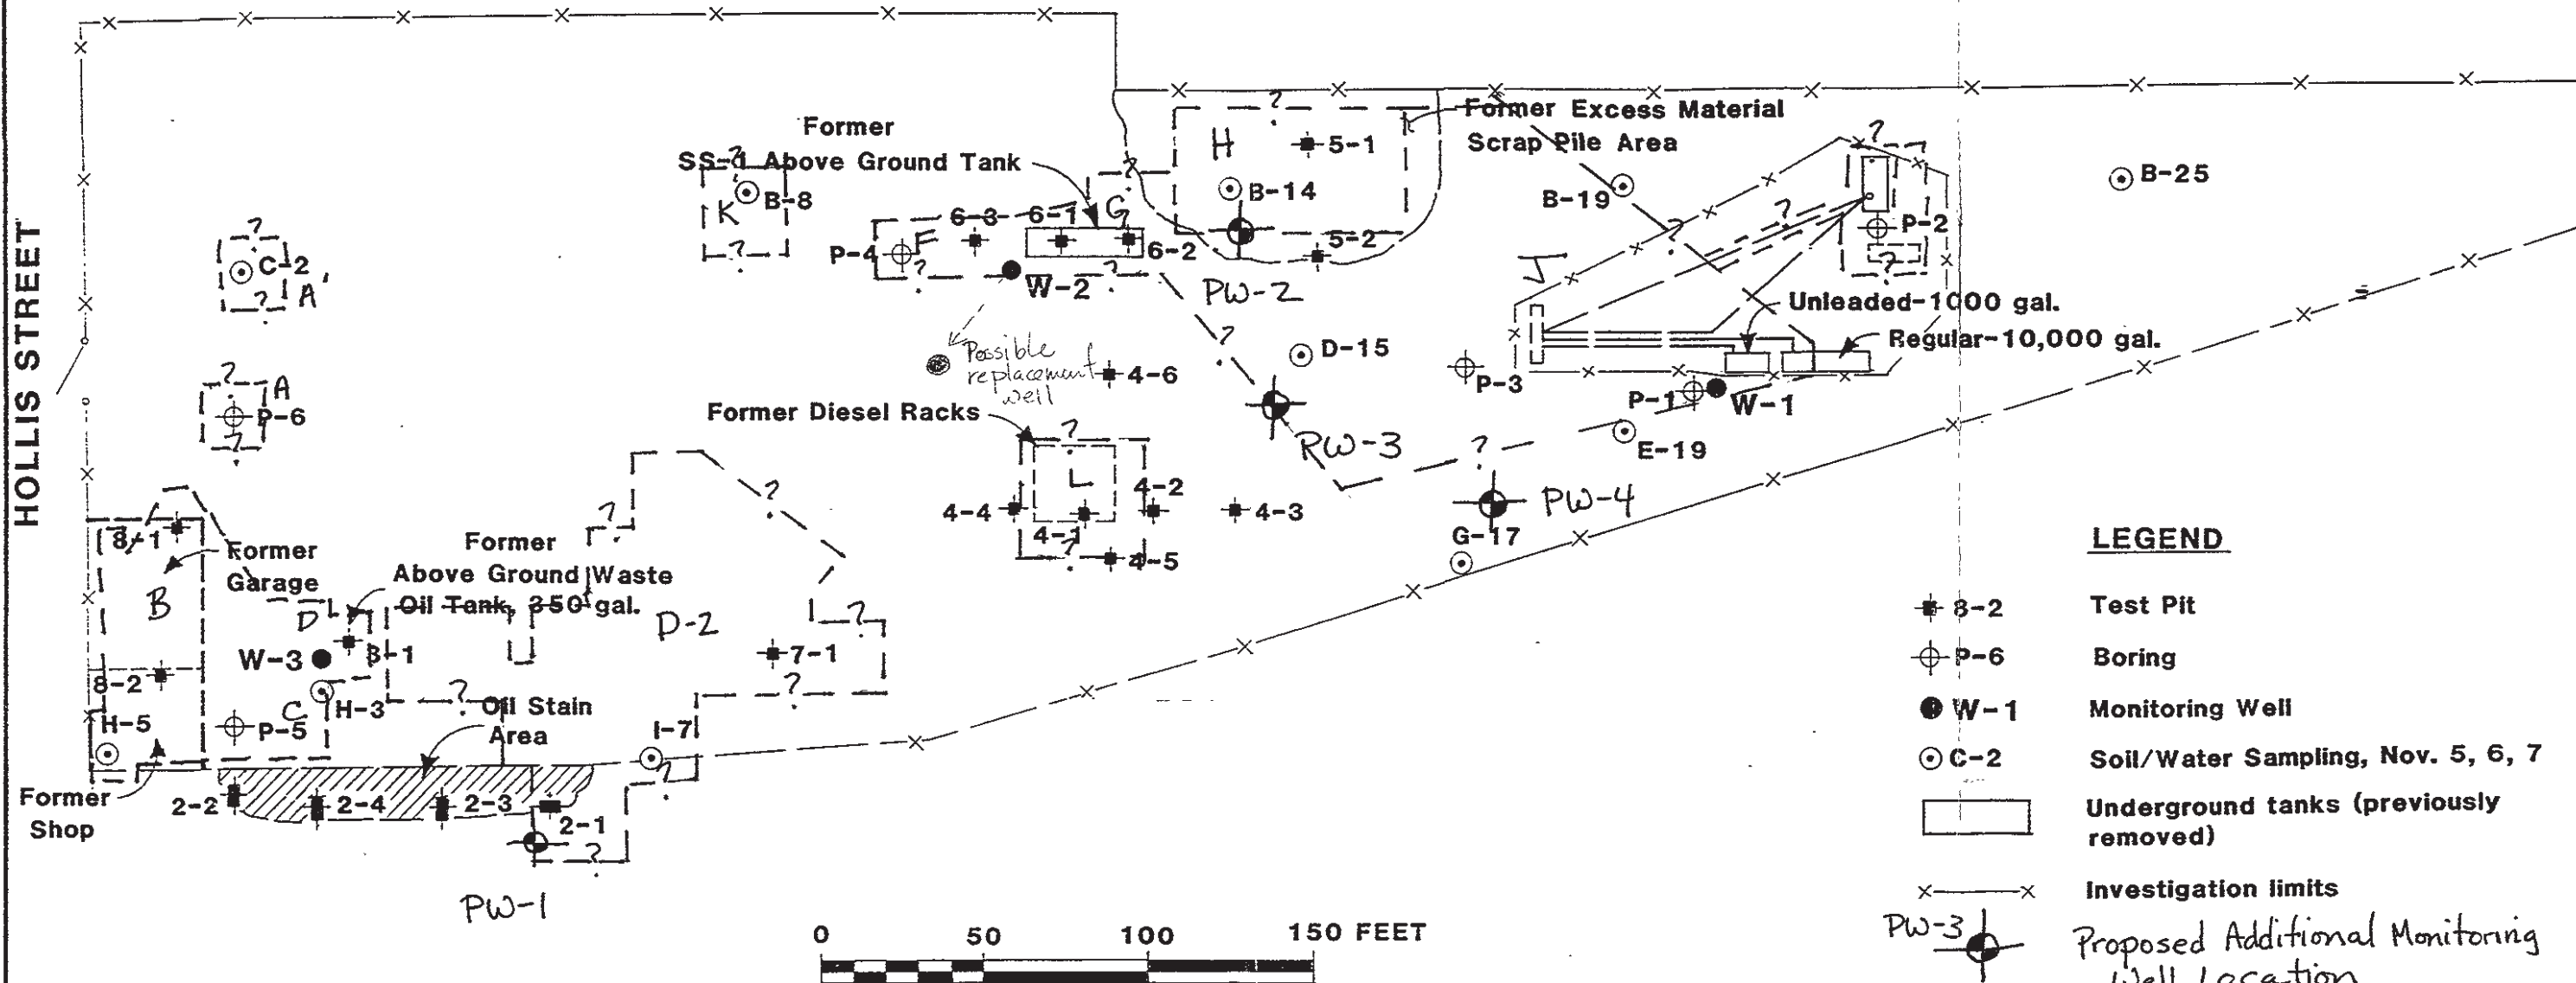 HOLLIS STREET
Former
SS-1 Above Ground Tank
Former Excess Material
Scrap Pile Area
?
?
?
?
H
5-1
B-14
B-8
K
?
G
6-3
6-1
6-2
5-2
P-4
F
?
?
W-2
PW-2
B-19
?
?
P-2
?
B-25
J
?
C-2
?
A'
Possible
replacement
well
4-6
?
D-15
Unleaded-1000 gal.
Regular-10,000 gal.
P-3
P-1
W-1
E-19
?
A
P-6
?
Former Diesel Racks
?
L
RW-3
?
PW-4
G-17
4-4
4-1
4-2
4-3
?
4-5
?
?
8-1
Former
Garage
B
Former
Above Ground Waste
Oil Tank, 350 gal.
D
D-2
?
W-3
3-1
7-1
?
8-2
H-5
C
P-5
H-3
?
Oil Stain
Area
I-7
?
Former
Shop
2-2
2-4
2-3
2-1
?
PW-1
0 50 100 150 FEET
LEGEND
8-2 Test Pit
P-6 Boring
W-1 Monitoring Well
C-2 Soil/Water Sampling, Nov. 5, 6, 7
Underground tanks (previously
removed)
Investigation limits
PW-3 Proposed Additional Monitoring
Well Location